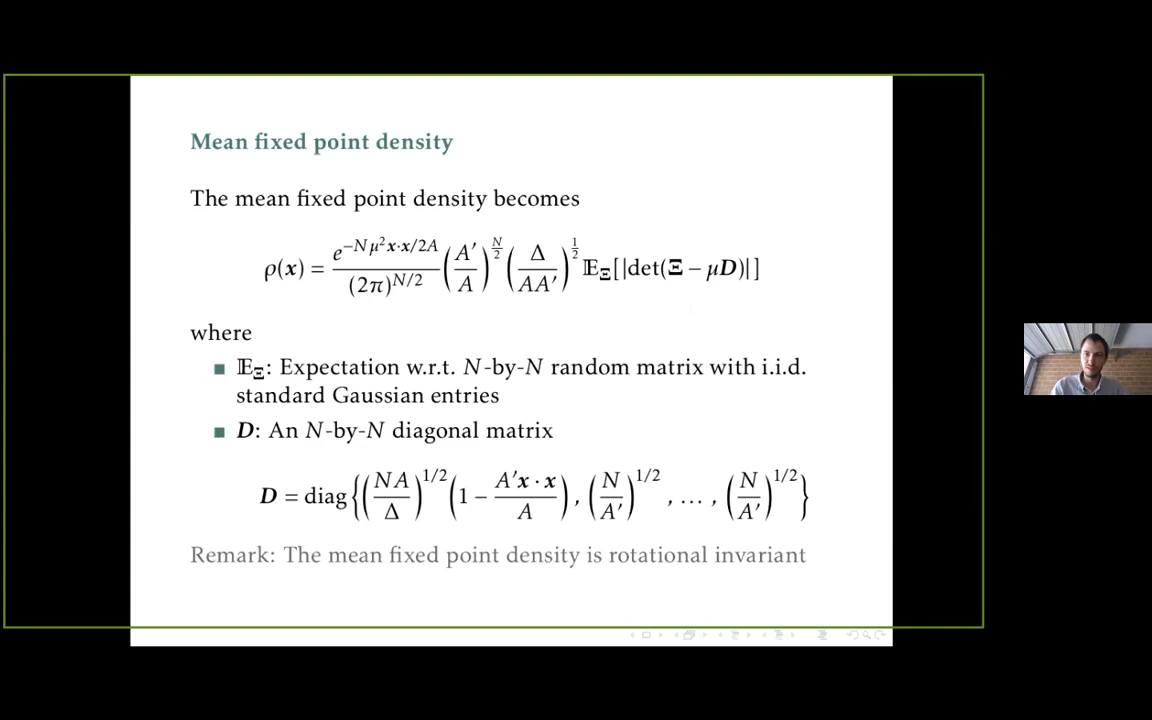 Mean fixed point density
The mean fixed point density becomes
ρ(x) = e^{−Nμ²x·x/2A} / (2π)^{N/2} (A′/A)^{N/2} (Δ/AA′)^{1/2} 𝔼_Ξ[|det(Ξ − μD)|]
where
■ 𝔼_Ξ: Expectation w.r.t. N-by-N random matrix with i.i.d.
standard Gaussian entries
■ D: An N-by-N diagonal matrix
D = diag{(NA/Δ)^{1/2}(1 − A′x·x/A), (N/A′)^{1/2}, … , (N/A′)^{1/2}}
Remark: The mean fixed point density is rotational invariant